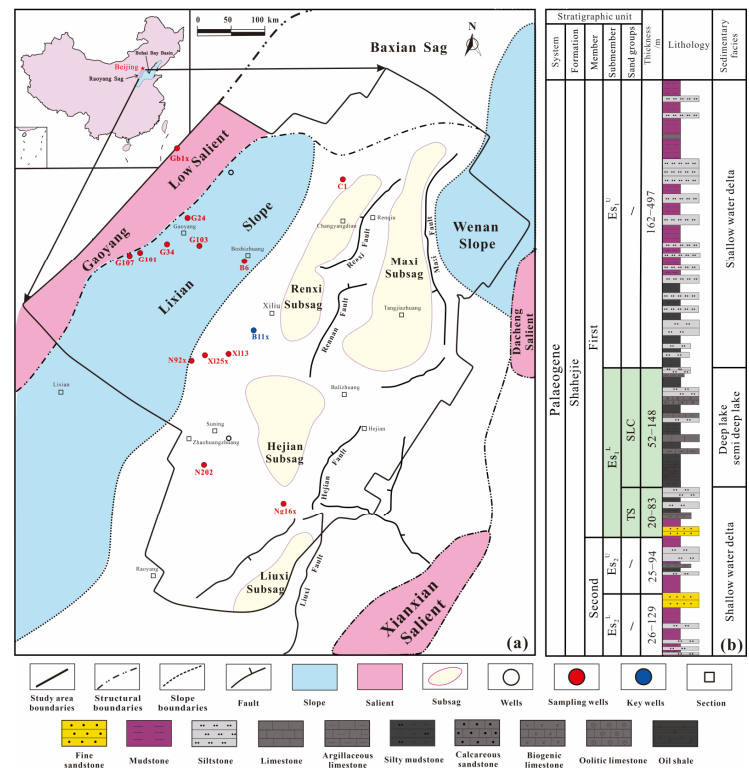 0
100 km
N
Baxian Sag
Bohai Bay Basin
Beijing
Raoyang Sag
Gb1x
Low Salient
Gaoyang
G24
Gaoyang
G103
G34
G101
G107
Slope
Lixian
C1
Changyangdian
Renqiu
Renxi Fault
Maxi Fault
Wenan
Slope
B6
Renxi
Subsag
Maxi
Subsag
Xiliu
Tangjiazhuang
B11x
Rennan Fault
Dacheng
Salient
N92x
Xl25x
Xl13
Lixian
Balizhuang
Suning
Zhaohuangzhuang
Hejian
Subsag
Hejian
Hejian Fault
N202
Ng16x
Raoyang
Liuxi
Subsag
Liuxi Fault
Xianxian
Salient
(a)
Stratigraphic unit
System
Formation
Member
Submember
Sand groups
Thickness
/m
Lithology
Sedimentary
facies
Palaeogene
Shahejie
First
Second
Es₁ᵁ
/
162−497
Shallow water delta
Es₁ᴸ
SLC
52−148
Deep lake
semi deep lake
TS
20−83
Shallow water delta
Es₂ᵁ
/
25−94
Es₂ᴸ
/
26−129
(b)
Study area
boundaries
Structural
boundaries
Slope
boundaries
Fault
Slope
Salient
Subsag
Wells
Sampling wells
Key wells
Section
Fine
sandstone
Mudstone
Siltstone
Limestone
Argillaceous
limestone
Silty mudstone
Calcareous
sandstone
Biogenic
limestone
Oolitic limestone
Oil shale